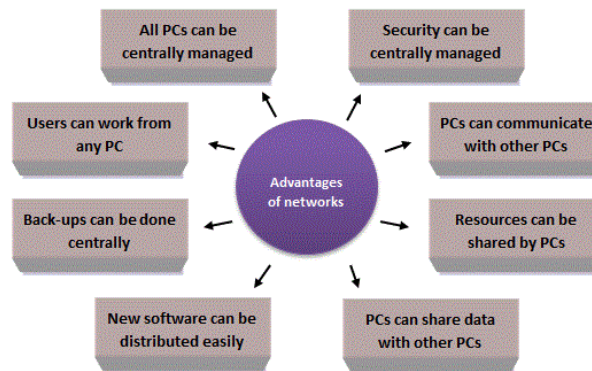 All PCs can be
centrally managed
Security can be
centrally managed
Users can work from
any PC
PCs can communicate
with other PCs
Advantages
of networks
Back-ups can be done
centrally
Resources can be
shared by PCs
New software can be
distributed easily
PCs can share data
with other PCs